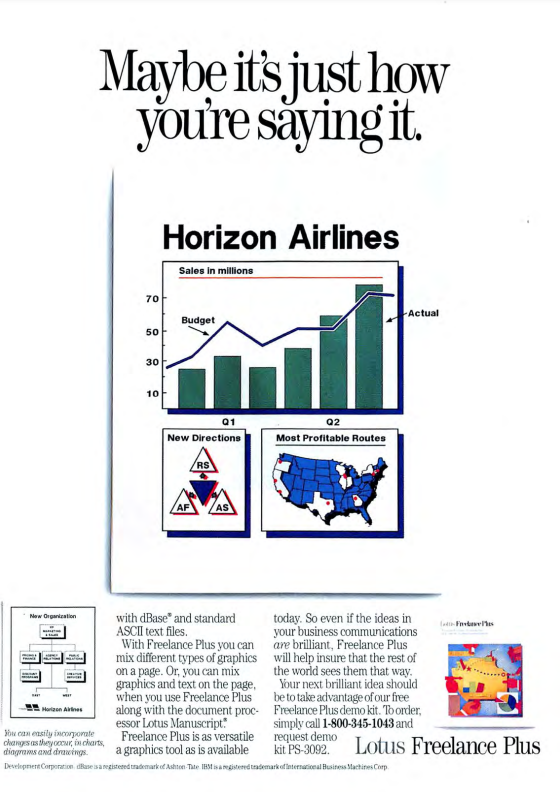 Maybe it's just how
you're saying it.
Horizon Airlines
Sales in millions
70
50
30
10
Budget
Actual
Q1
Q2
New Directions
RS
AF
AS
Most Profitable Routes
New Organization
MARKETING
& SALES
RELATIONS
RELATIONS
SERVICES
EAST WEST
Horizon Airlines
You can easily incorporate
changes as they occur, in charts,
diagrams and drawings.
with dBase® and standard
ASCII text files.
With Freelance Plus you can
mix different types of graphics
on a page. Or, you can mix
graphics and text on the page,
when you use Freelance Plus
along with the document proc-
essor Lotus Manuscript.®
Freelance Plus is as versatile
a graphics tool as is available
today. So even if the ideas in
your business communications
are brilliant, Freelance Plus
will help insure that the rest of
the world sees them that way.
Your next brilliant idea should
be to take advantage of our free
Freelance Plus demo kit. To order,
simply call 1-800-345-1043 and
request demo
kit PS-3092.
Lotus Freelance Plus
Lotus Freelance Plus
Development Corporation. dBase is a registered trademark of Ashton-Tate. IBM is a registered trademark of International Business Machines Corp.